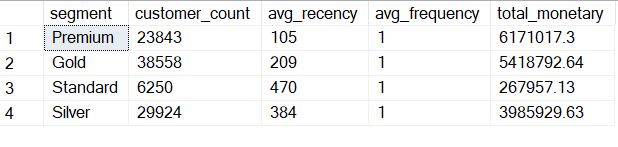 segment customer_count avg_recency avg_frequency total_monetary
1 Premium 23843 105 1 6171017.3
2 Gold 38558 209 1 5418792.64
3 Standard 6250 470 1 267957.13
4 Silver 29924 384 1 3985929.63